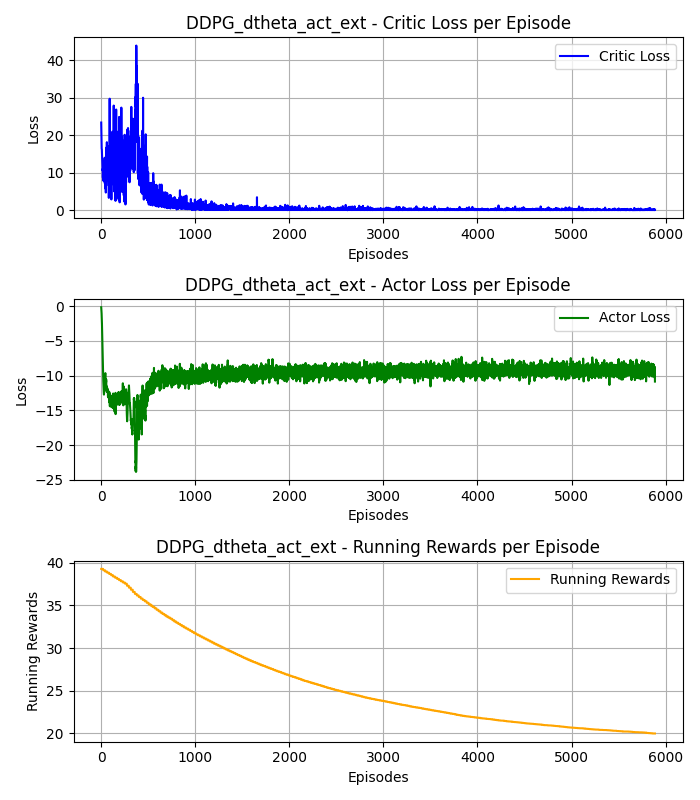 DDPG_dtheta_act_ext - Critic Loss per Episode
Loss
40
30
20
10
0
Critic Loss
0 1000 2000 3000 4000 5000 6000
Episodes
DDPG_dtheta_act_ext - Actor Loss per Episode
Loss
0
−5
−10
−15
−20
−25
Actor Loss
0 1000 2000 3000 4000 5000 6000
Episodes
DDPG_dtheta_act_ext - Running Rewards per Episode
Running Rewards
40
35
30
25
20
Running Rewards
0 1000 2000 3000 4000 5000 6000
Episodes